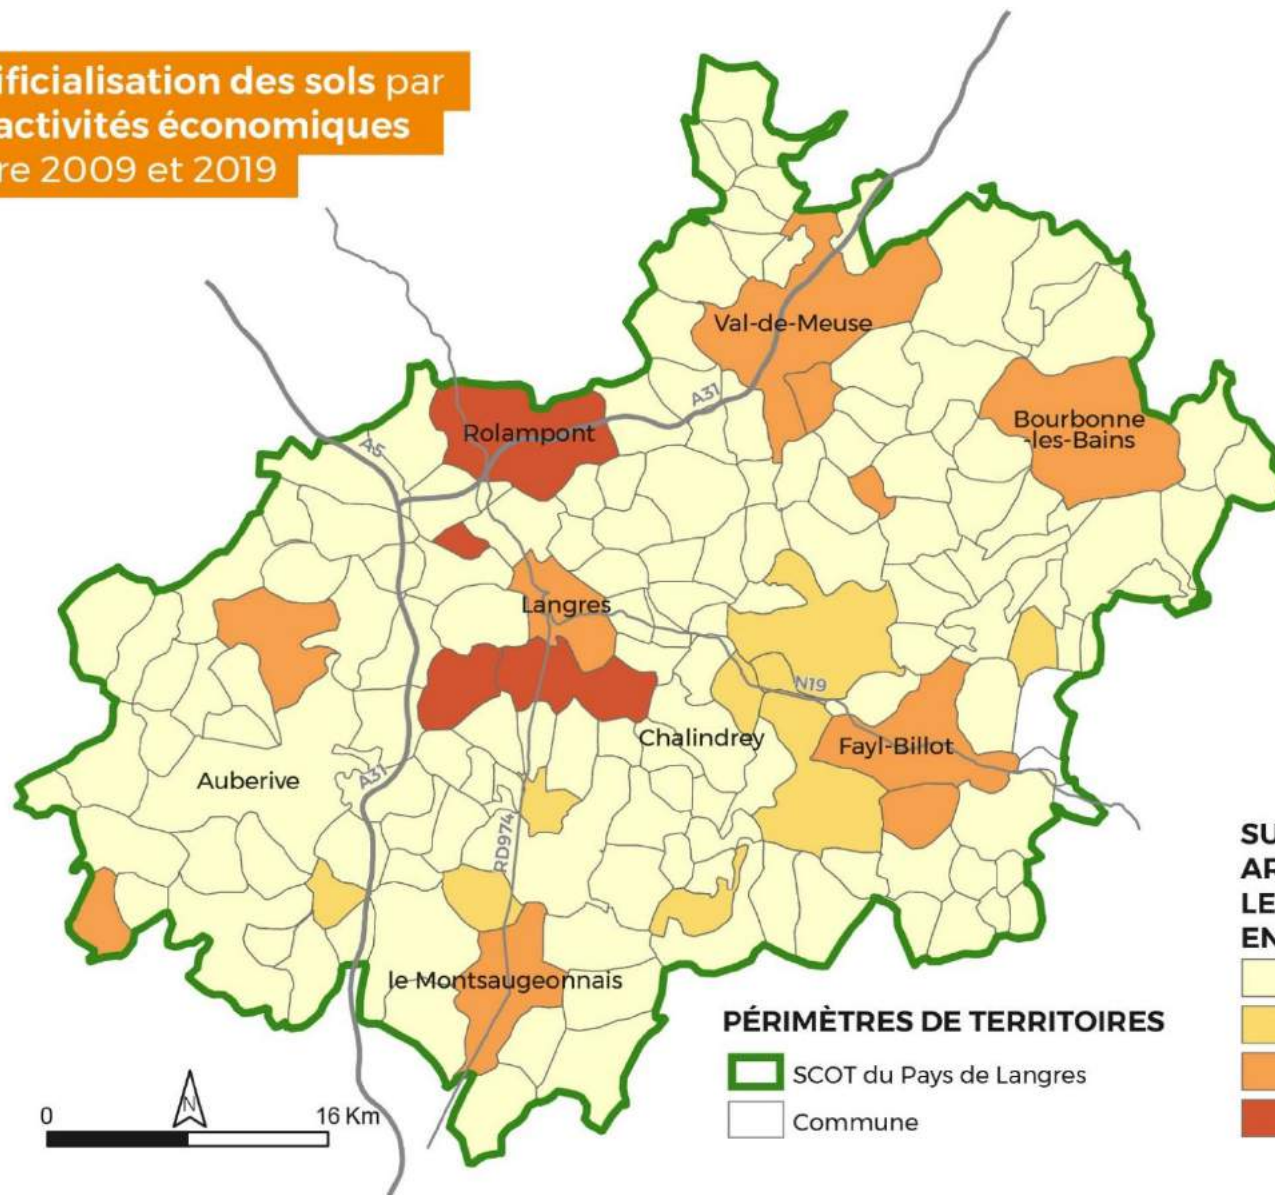 ificialisation des sols par
activités économiques
re 2009 et 2019
Val-de-Meuse
A31
Bourbonne
-les-Bains
Rolampont
A5
Langres
N19
Chalindrey
Fayl-Billot
Auberive
A31
RD974
le Montsaugeonnais
SU
AR
LE
EN
PÉRIMÈTRES DE TERRITOIRES
SCOT du Pays de Langres
Commune
0
N
16 Km